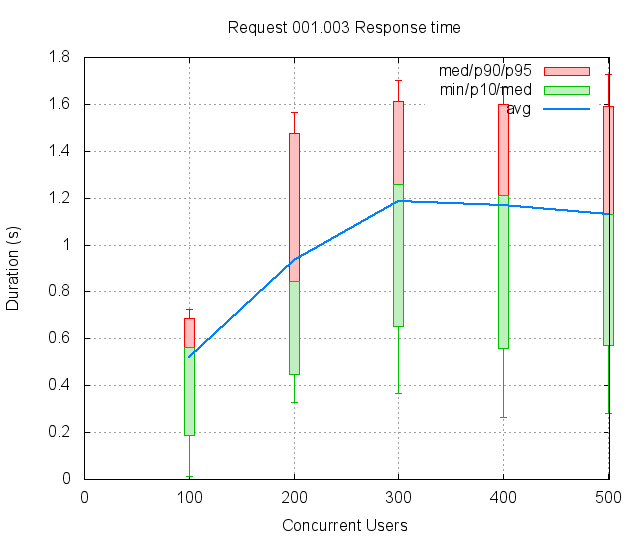 Request 001.003 Response time
1.8
1.6
1.4
1.2
1
0.8
0.6
0.4
0.2
0
Duration (s)
med/p90/p95
min/p10/med
avg
0 100 200 300 400 500
Concurrent Users